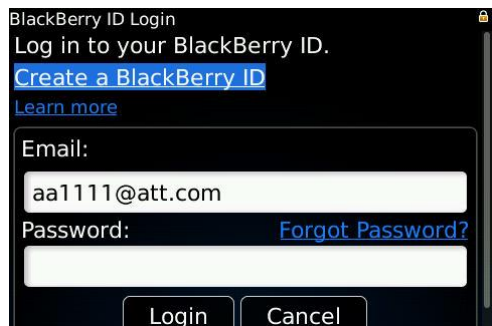 BlackBerry ID Login
Log in to your BlackBerry ID.
Create a BlackBerry ID
Learn more
Email:
aa1111@att.com
Password: Forgot Password?
Login Cancel